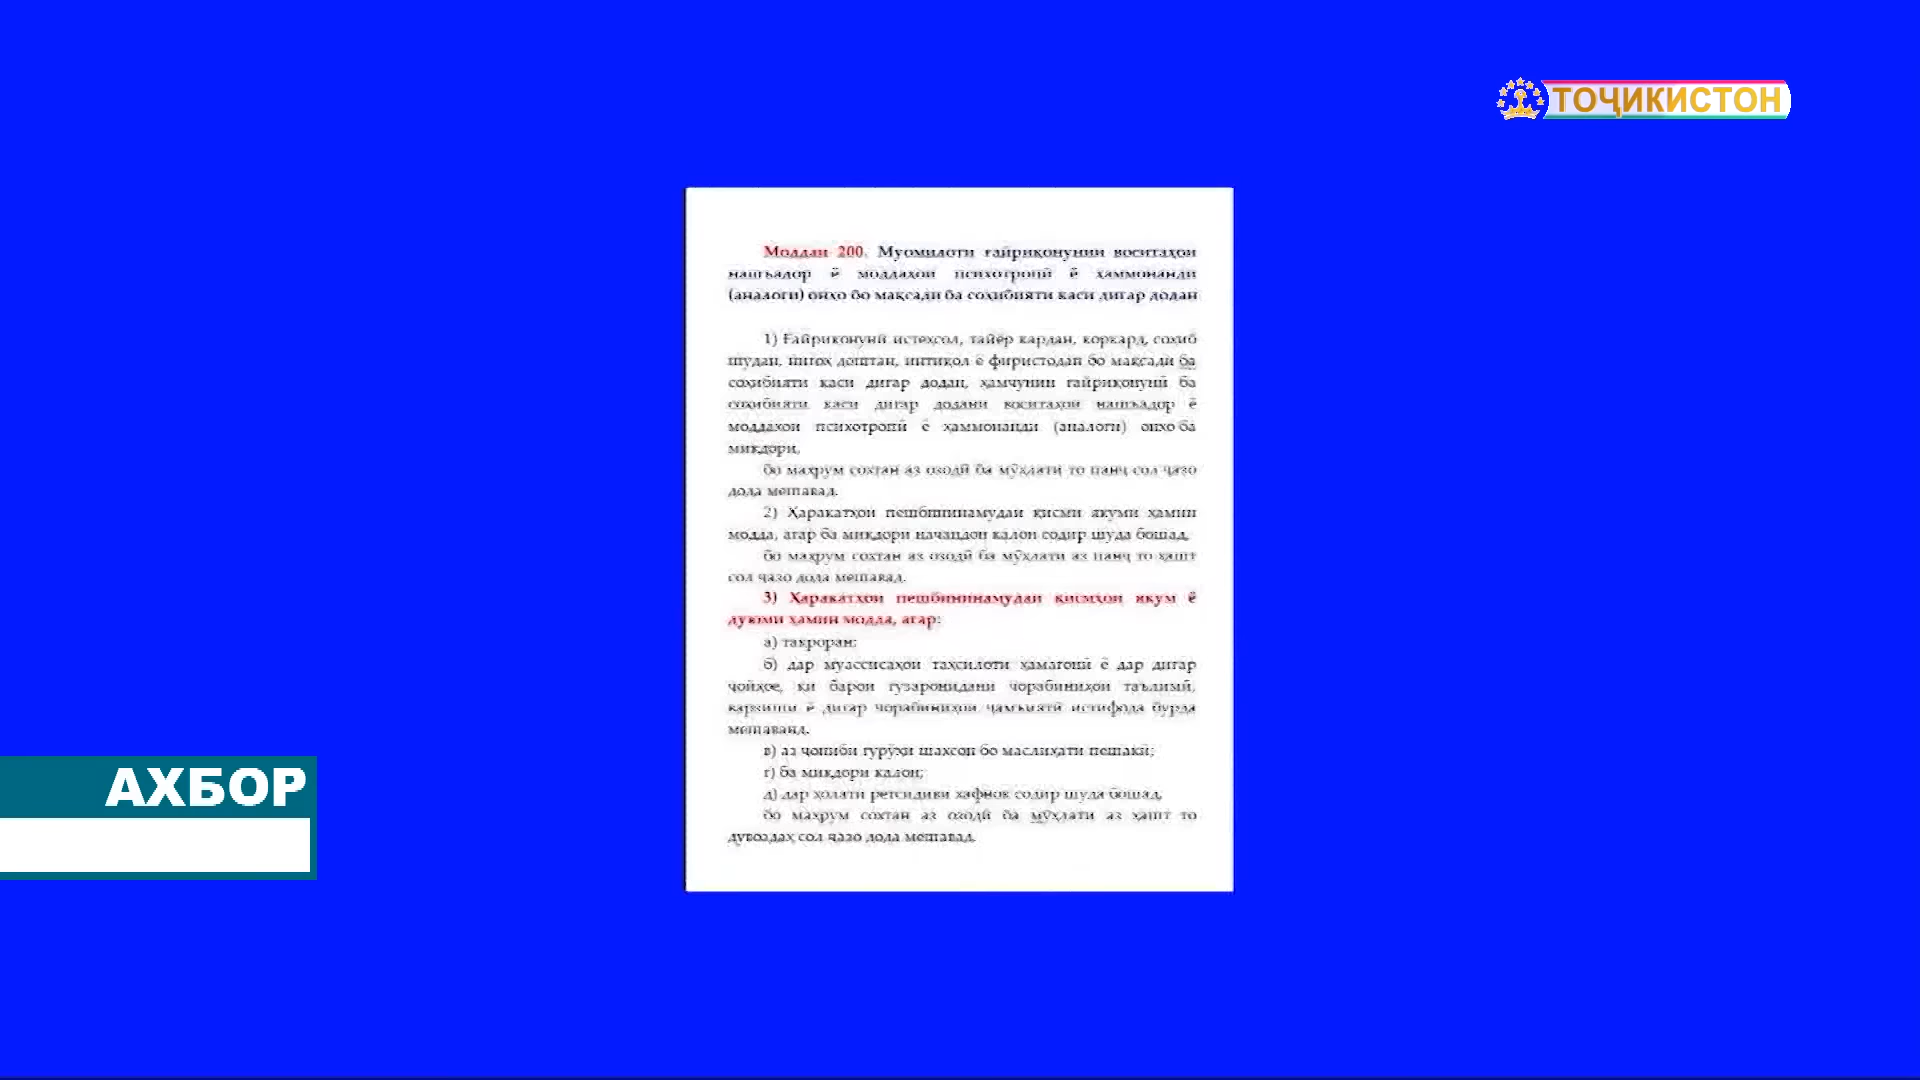 ТОҶИКИСТОН
Моддаи 200. Муомилоти ғайриқонунии воситаҳои
нашъадор ё моддаҳои психотропӣ ё ҳаммонанди
(аналоги) онҳо бо мақсади ба соҳибияти каси дигар додан
1) Ғайриқонунӣ истеҳсол, тайёр кардан, коркард, соҳиб
шудан, нигоҳ доштан, интиқол ё фиристодан бо мақсади ба
соҳибияти каси дигар додан, ҳамчунин ғайриқонунӣ ба
соҳибияти каси дигар додани воситаҳои нашъадор ё
моддаҳои психотропӣ ё ҳаммонанди (аналоги) онҳо ба
миқдори,
бо маҳрум сохтан аз озодӣ ба мӯҳлати то панҷ сол ҷазо
дода мешавад.
2) Ҳаракатҳои пешбининамудаи қисми якуми ҳамин
модда, агар ба миқдори начандон калон содир шуда бошад,
бо маҳрум сохтан аз озодӣ ба мӯҳлати аз панҷ то ҳашт
сол ҷазо дода мешавад.
3) Ҳаракатҳои пешбининамудаи қисмҳои якум ё
дуюми ҳамин модда, агар:
а) такроран;
б) дар муассисаҳои таҳсилоти ҳамагонӣ ё дар дигар
ҷойҳое, ки барои гузаронидани чорабиниҳои таълимӣ,
варзиши ё дигар чорабиниҳои ҷамъиятӣ истифода бурда
мешаванд.
в) аз ҷониби гурӯҳи шахсон бо маслиҳати пешакӣ;
г) ба миқдори калон;
д) дар ҳолати ретсидиви хафнок содир шуда бошад,
бо маҳрум сохтан аз озодӣ ба мӯҳлати аз ҳашт то
дувоздаҳ сол ҷазо дода мешавад.
АХБОР